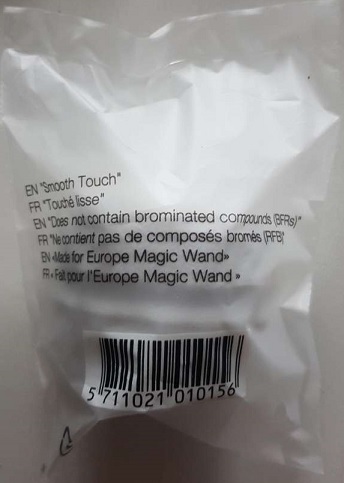 EN "Smooth Touch"
FR "Touché lisse"
EN "Does not contain brominated compounds (BFRs)"
FR "Ne contient pas de composés bromés (RFB)"
EN «Made for Europe Magic Wand»
FR «Fait pour l'Europe Magic Wand »
5 711021 010156